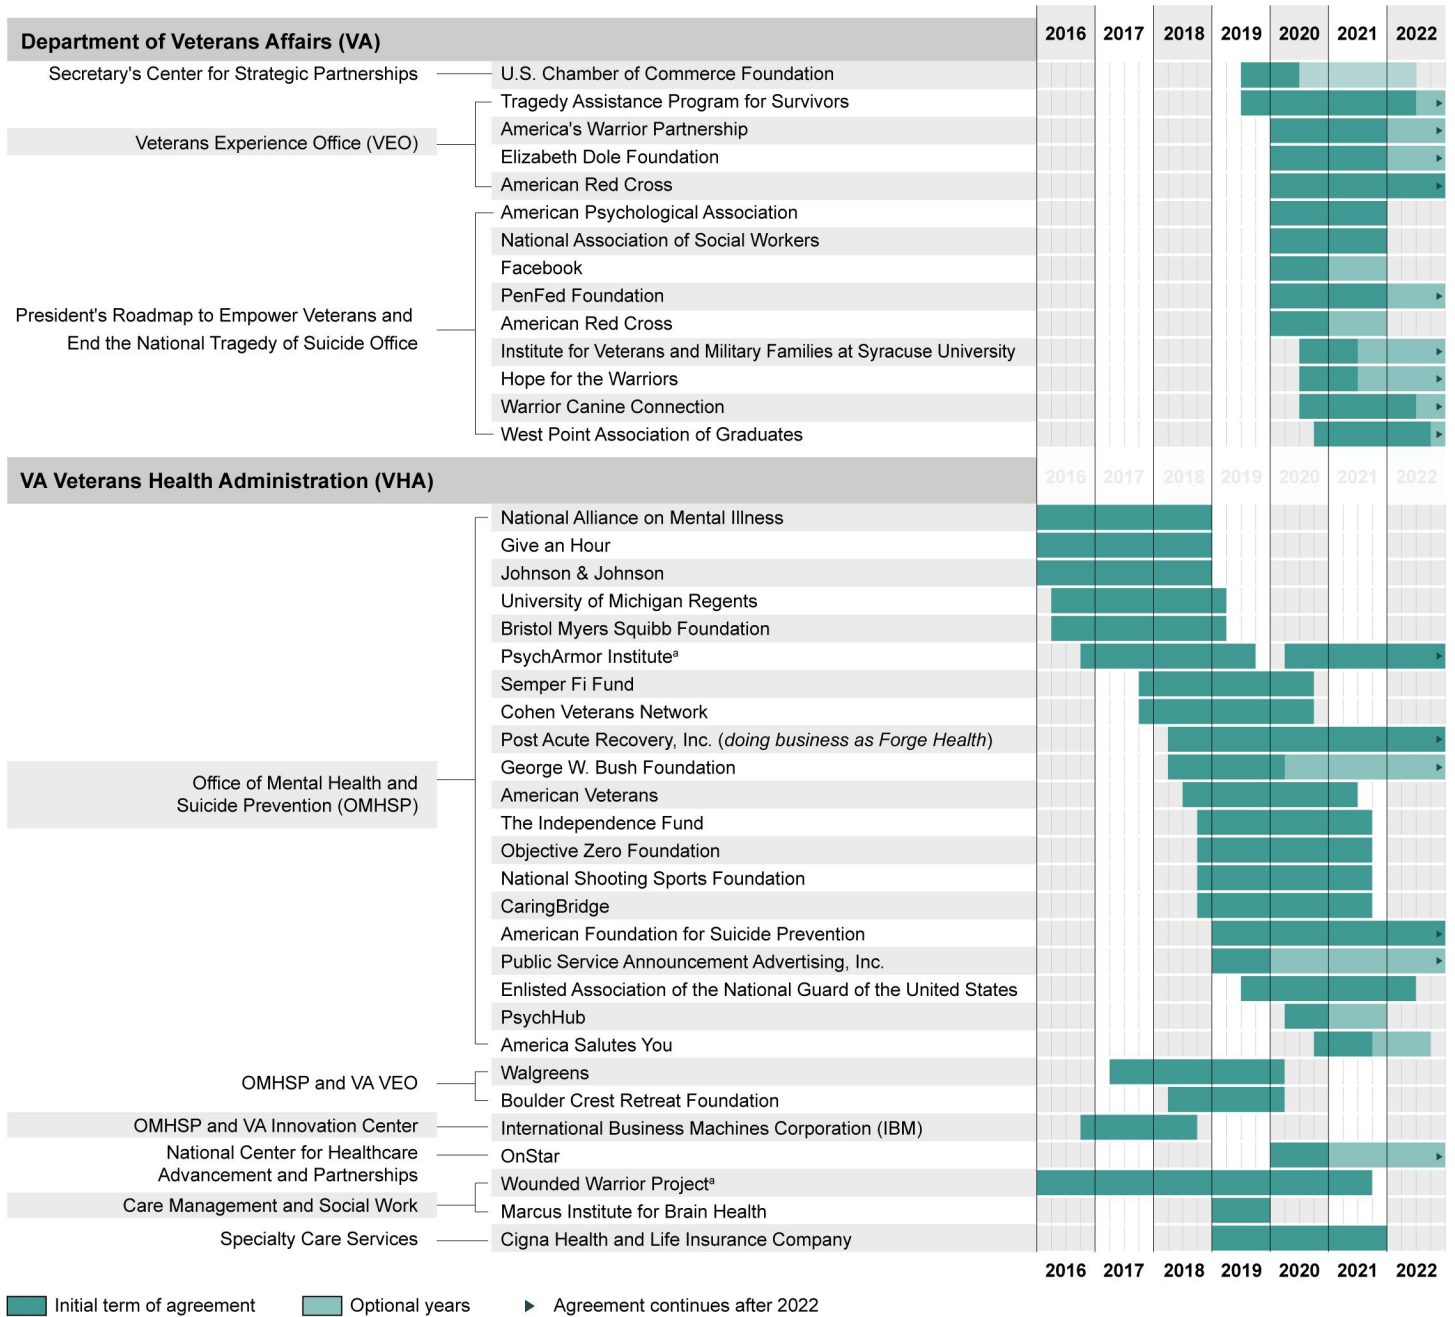 Department of Veterans Affairs (VA) 2016 2017 2018 2019 2020 2021 2022
Secretary's Center for Strategic Partnerships U.S. Chamber of Commerce Foundation
Tragedy Assistance Program for Survivors
America's Warrior Partnership
Veterans Experience Office (VEO)
Elizabeth Dole Foundation
American Red Cross
American Psychological Association
National Association of Social Workers
Facebook
PenFed Foundation
President's Roadmap to Empower Veterans and
End the National Tragedy of Suicide Office
American Red Cross
Institute for Veterans and Military Families at Syracuse University
Hope for the Warriors
Warrior Canine Connection
West Point Association of Graduates
VA Veterans Health Administration (VHA) 2016 2017 2018 2019 2020 2021 2022
National Alliance on Mental Illness
Give an Hour
Johnson & Johnson
University of Michigan Regents
Bristol Myers Squibb Foundation
PsychArmor Instituteᵃ
Semper Fi Fund
Cohen Veterans Network
Post Acute Recovery, Inc. (doing business as Forge Health)
George W. Bush Foundation
Office of Mental Health and
Suicide Prevention (OMHSP)
American Veterans
The Independence Fund
Objective Zero Foundation
National Shooting Sports Foundation
CaringBridge
American Foundation for Suicide Prevention
Public Service Announcement Advertising, Inc.
Enlisted Association of the National Guard of the United States
PsychHub
America Salutes You
OMHSP and VA VEO
Walgreens
Boulder Crest Retreat Foundation
OMHSP and VA Innovation Center International Business Machines Corporation (IBM)
National Center for Healthcare
Advancement and Partnerships
OnStar
Care Management and Social Work
Wounded Warrior Projectᵃ
Marcus Institute for Brain Health
Specialty Care Services Cigna Health and Life Insurance Company
2016 2017 2018 2019 2020 2021 2022
Initial term of agreement Optional years Agreement continues after 2022